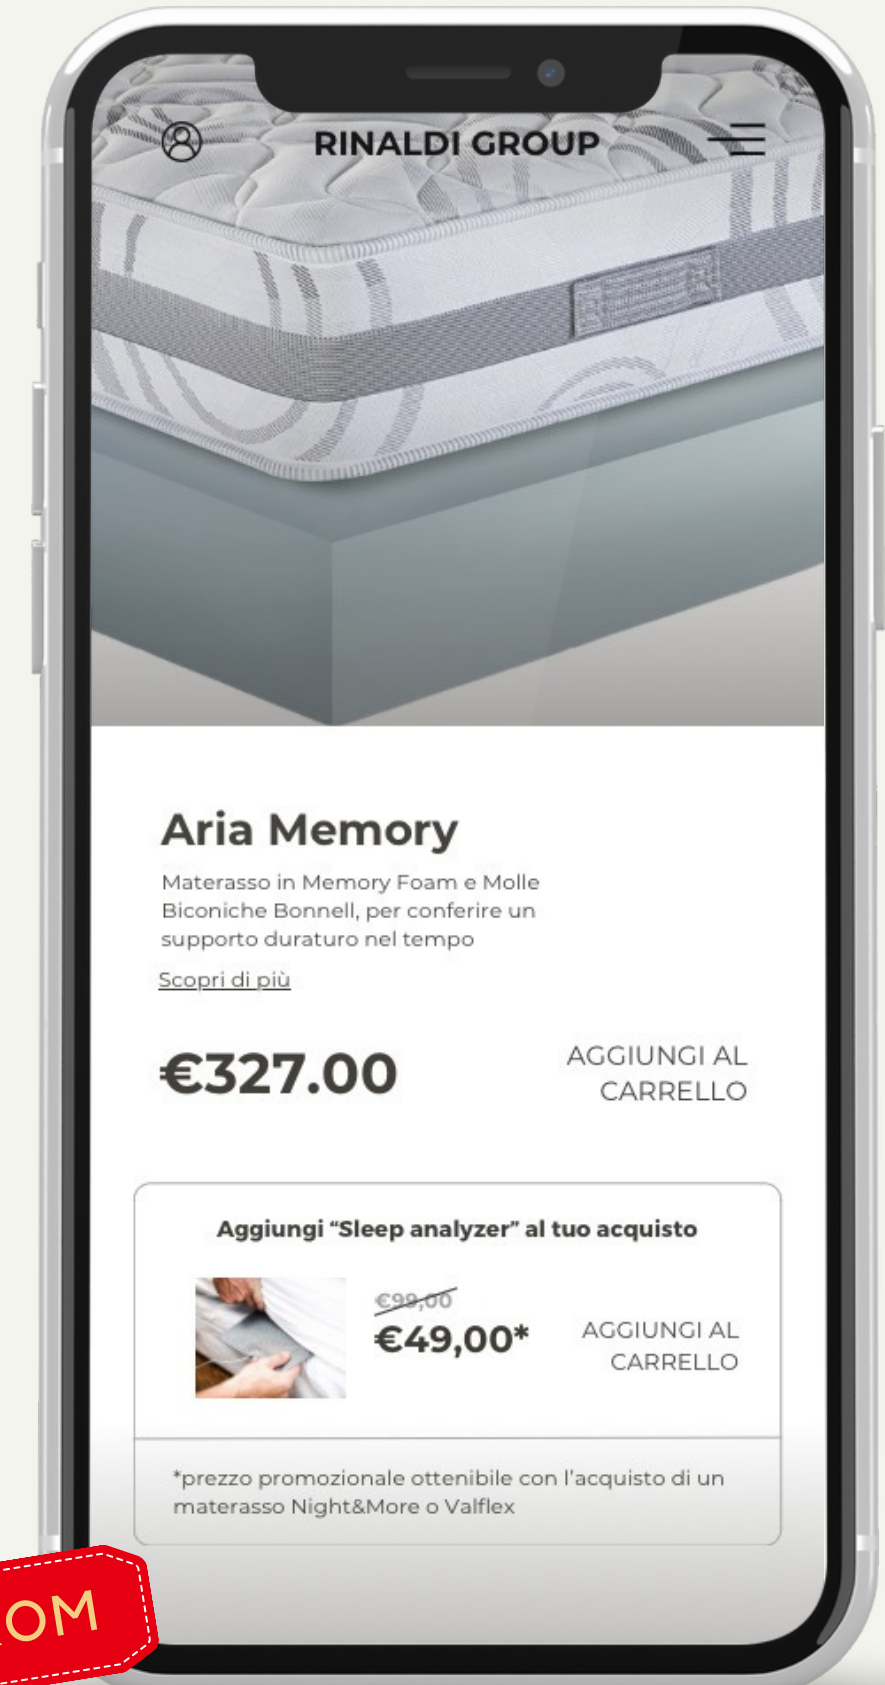 RINALDI GROUP
Aria Memory
Materasso in Memory Foam e Molle
Biconiche Bonnell, per conferire un
supporto duraturo nel tempo
Scopri di più
€327.00
AGGIUNGI AL
CARRELLO
Aggiungi “Sleep analyzer” al tuo acquisto
€99,00
€49,00*
AGGIUNGI AL
CARRELLO
*prezzo promozionale ottenibile con l'acquisto di un
materasso Night&More o Valflex